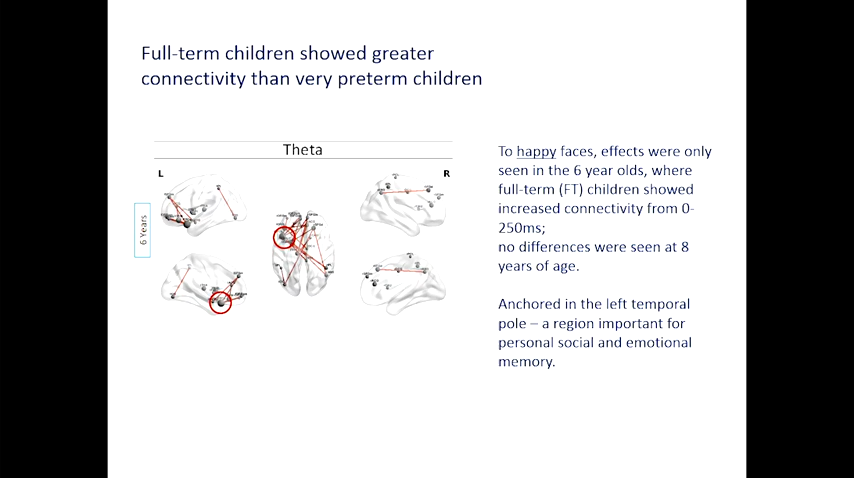 Full-term children showed greater
connectivity than very preterm children
Theta
L
R
6 Years
To happy faces, effects were only
seen in the 6 year olds, where
full-term (FT) children showed
increased connectivity from 0-
250ms;
no differences were seen at 8
years of age.
Anchored in the left temporal
pole – a region important for
personal social and emotional
memory.